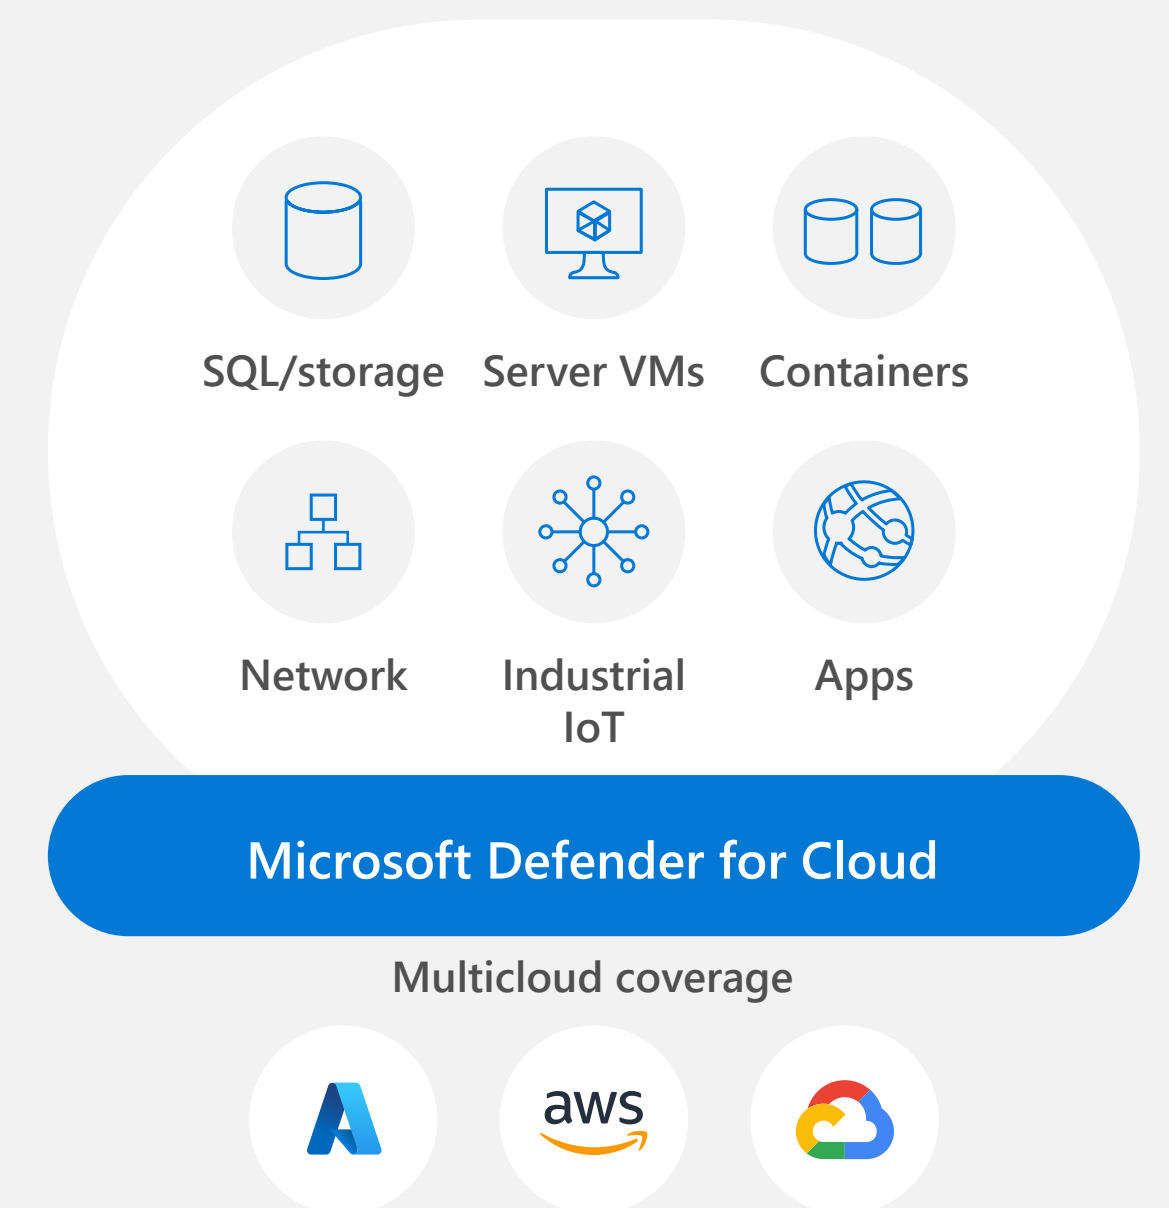 SQL/storage Server VMs Containers
Network Industrial IoT Apps
Microsoft Defender for Cloud
Multicloud coverage
aws